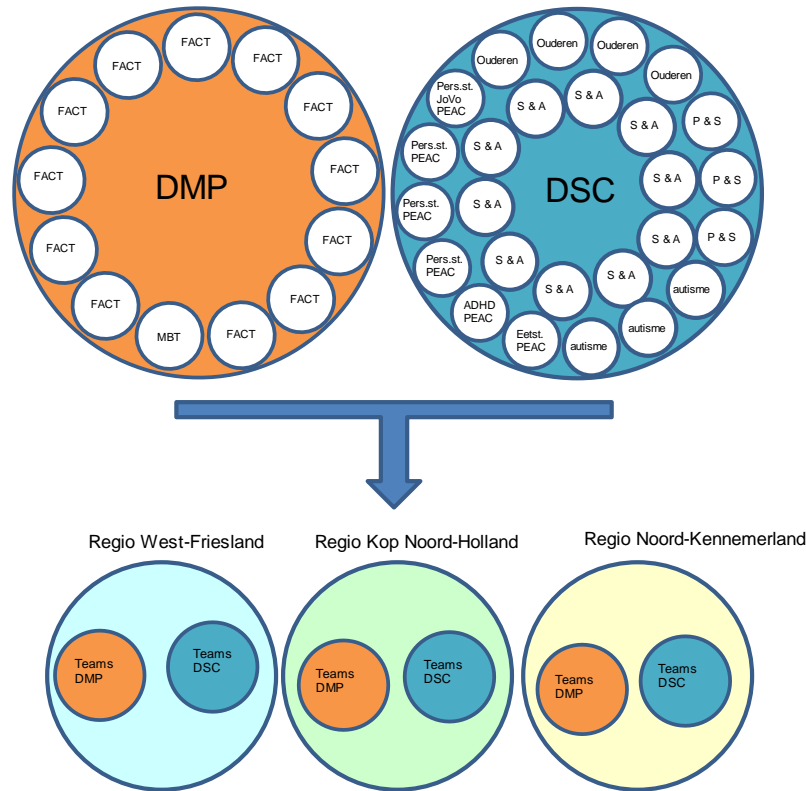 FACT
FACT
FACT
FACT
FACT
FACT
FACT
FACT
FACT
FACT
FACT
MBT
FACT
DMP
Ouderen
Ouderen
Ouderen
Ouderen
P & S
P & S
P & S
autisme
autisme
autisme
Eetst.
PEAC
ADHD
PEAC
Pers.st.
PEAC
Pers.st.
PEAC
Pers.st.
PEAC
Pers.st.
JoVo
PEAC
S & A
S & A
S & A
S & A
S & A
S & A
S & A
S & A
S & A
S & A
DSC
Regio West-Friesland
Teams
DMP
Teams
DSC
Regio Kop Noord-Holland
Teams
DMP
Teams
DSC
Regio Noord-Kennemerland
Teams
DMP
Teams
DSC